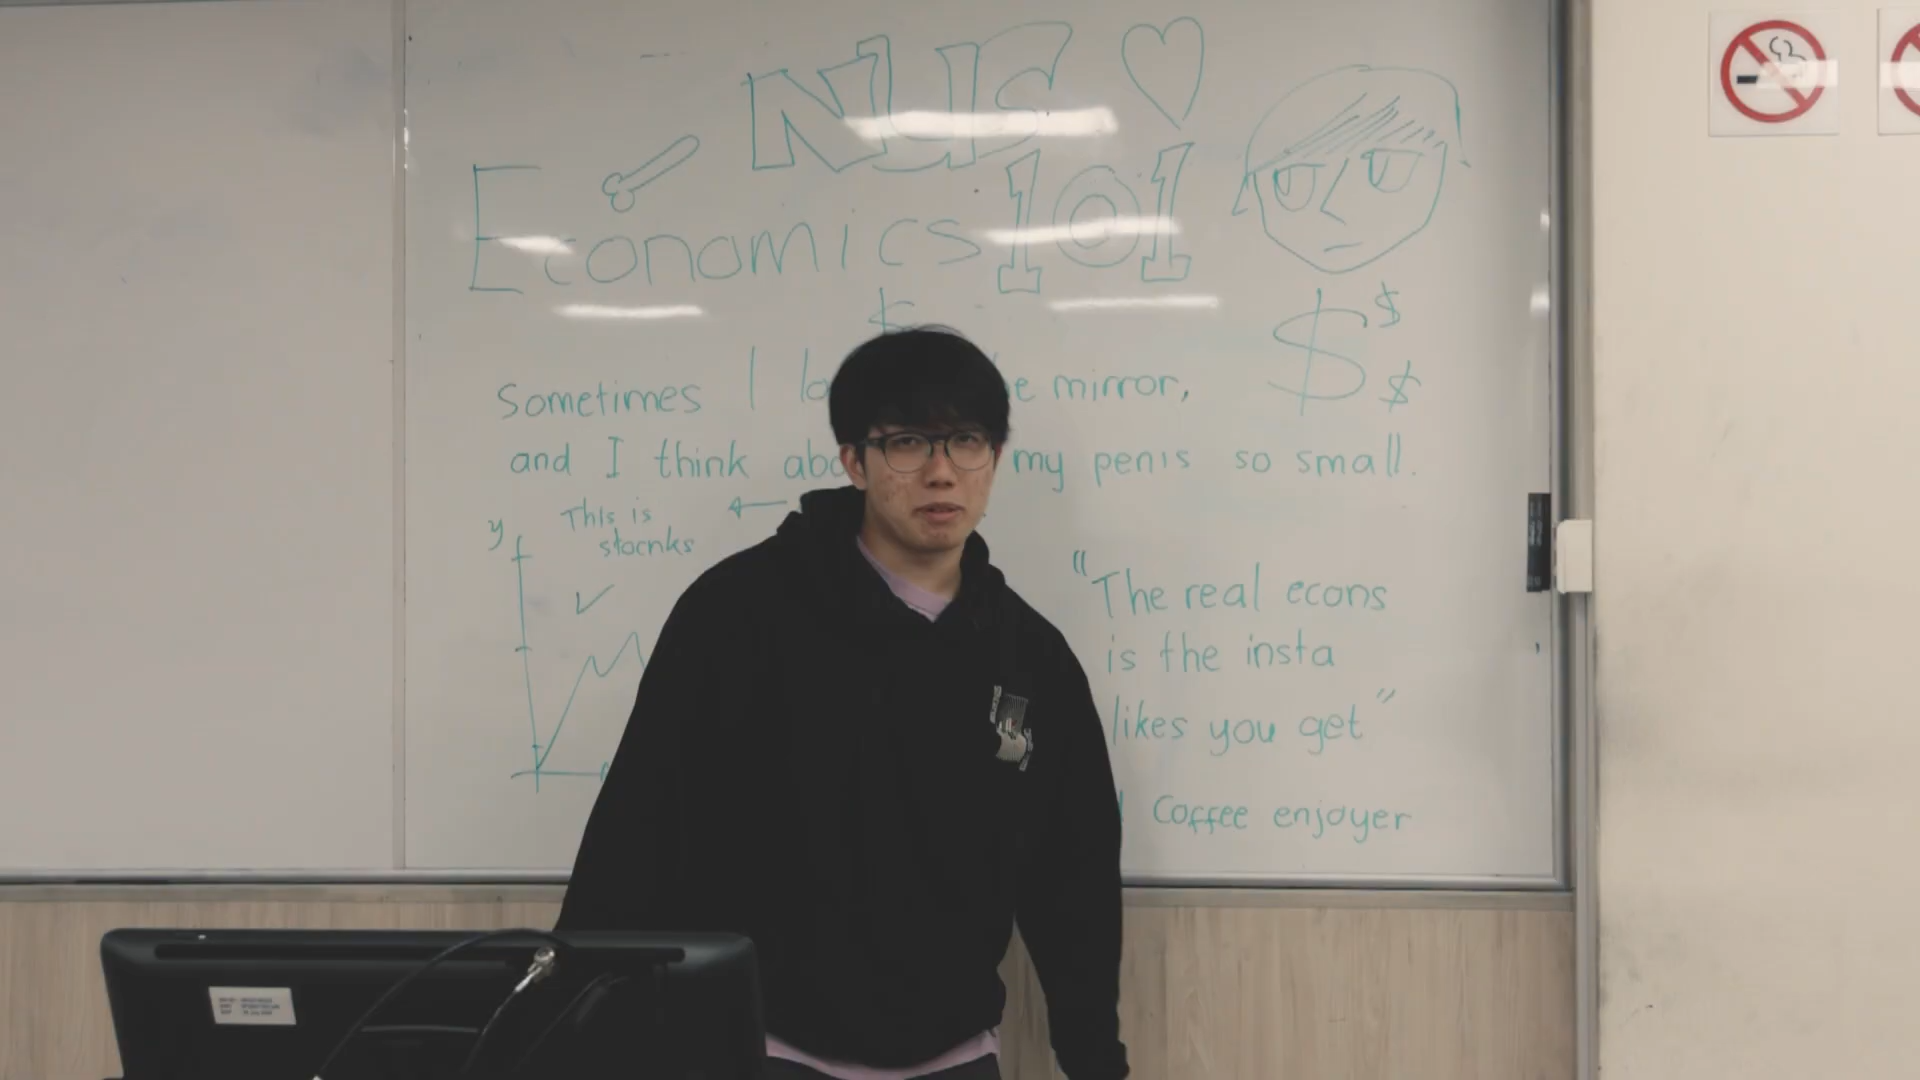 NUS
Economics 101
$
$
$
$
Sometimes I lo e mirror,
and I think abo my penis so small.
y
This is
stocnks
"The real econs
is the insta
likes you get"
Coffee enjoyer